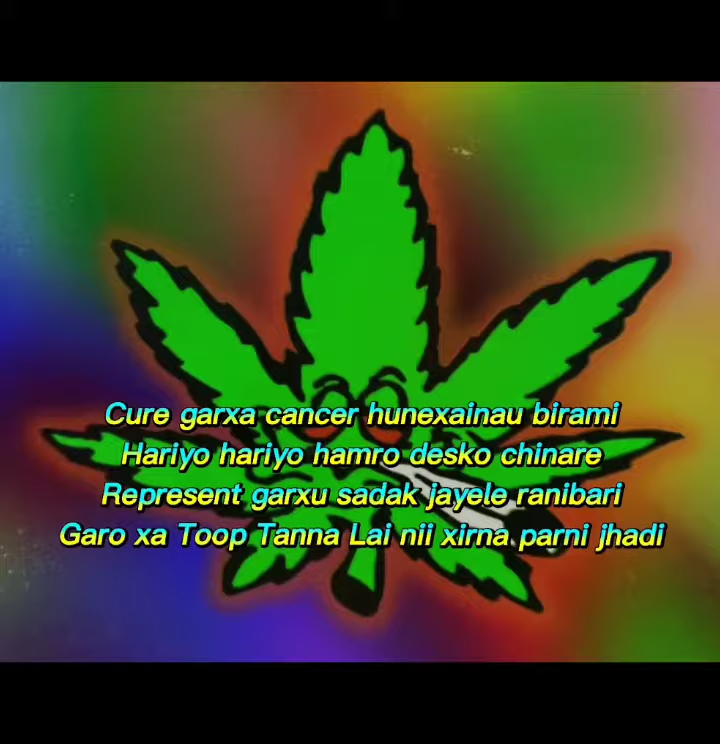 Cure garxa cancer hunexainau birami
Hariyo hariyo hamro desko chinare
Represent garxu sadak jayele ranibari
Garo xa Toop Tanna Lai nii xirna parni jhadi